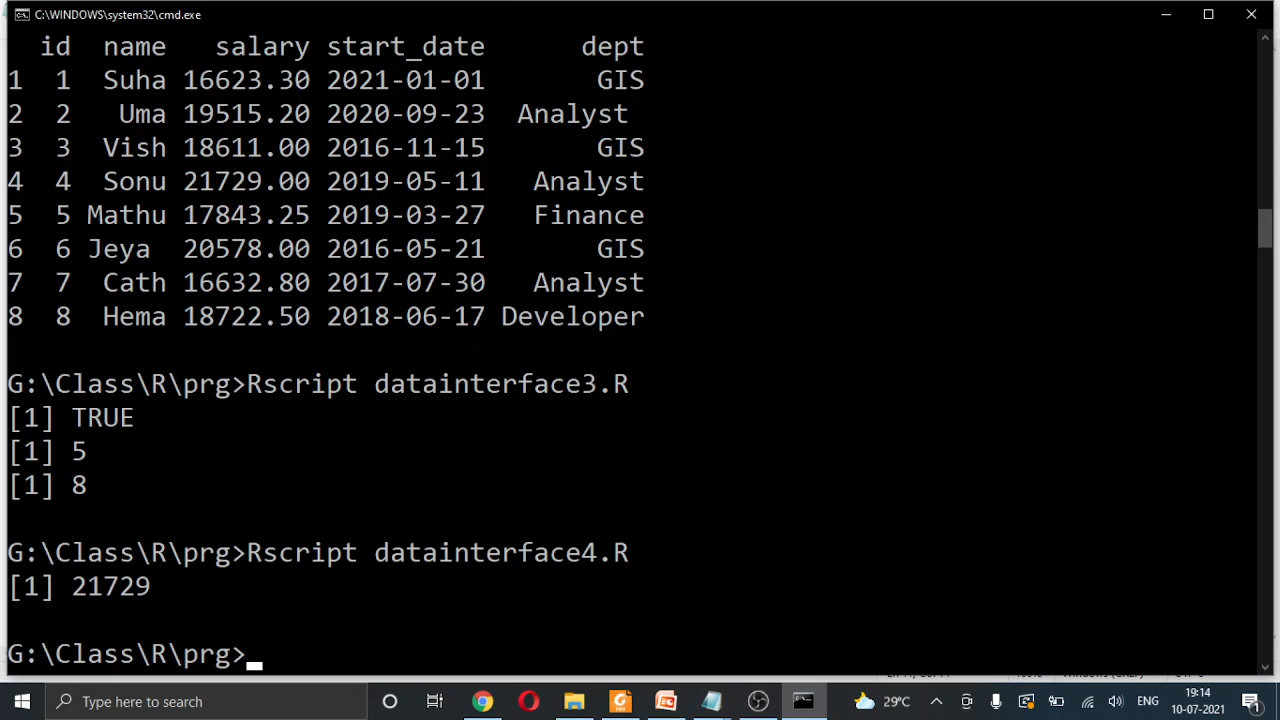 C:\WINDOWS\system32\cmd.exe
id name salary start_date dept
1 1 Suha 16623.30 2021-01-01 GIS
2 2 Uma 19515.20 2020-09-23 Analyst
3 3 Vish 18611.00 2016-11-15 GIS
4 4 Sonu 21729.00 2019-05-11 Analyst
5 5 Mathu 17843.25 2019-03-27 Finance
6 6 Jeya 20578.00 2016-05-21 GIS
7 7 Cath 16632.80 2017-07-30 Analyst
8 8 Hema 18722.50 2018-06-17 Developer
G:\Class\R\prg>Rscript datainterface3.R
[1] TRUE
[1] 5
[1] 8
G:\Class\R\prg>Rscript datainterface4.R
[1] 21729
G:\Class\R\prg>
Type here to search
29°C
ENG
19:14
10-07-2021
1